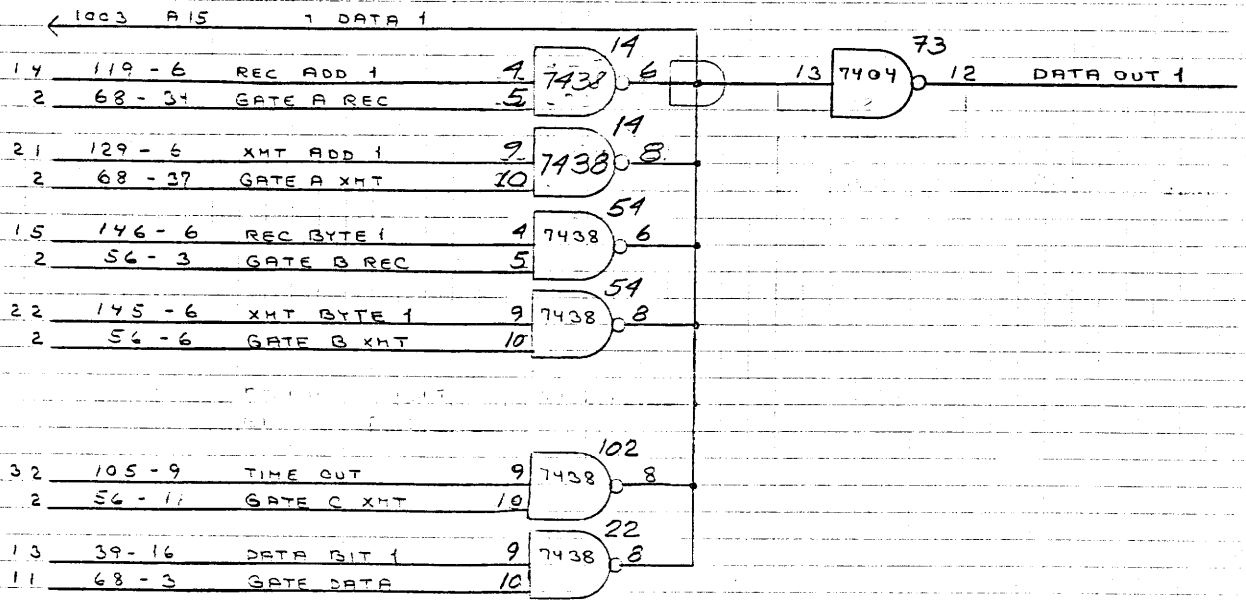 10c3 A15 ┐ DATA 1
14 73
14 119-6 REC ADD 1 4 7438 6 13 7404 12 DATA OUT 1
2 68-34 GATE A REC 5
14
21 129-6 XMT ADD 1 9 7438 8
2 68-37 GATE A XMT 10
54
15 146-6 REC BYTE 1 4 7438 6
2 56-3 GATE B REC 5
54
22 145-6 XMT BYTE 1 9 7438 8
2 56-6 GATE B XMT 10
102
32 105-9 TIME OUT 9 7438 8
2 56-11 GATE C XMT 10
22
13 39-16 DATA BIT 1 9 7438 8
11 68-3 GATE DATA 10